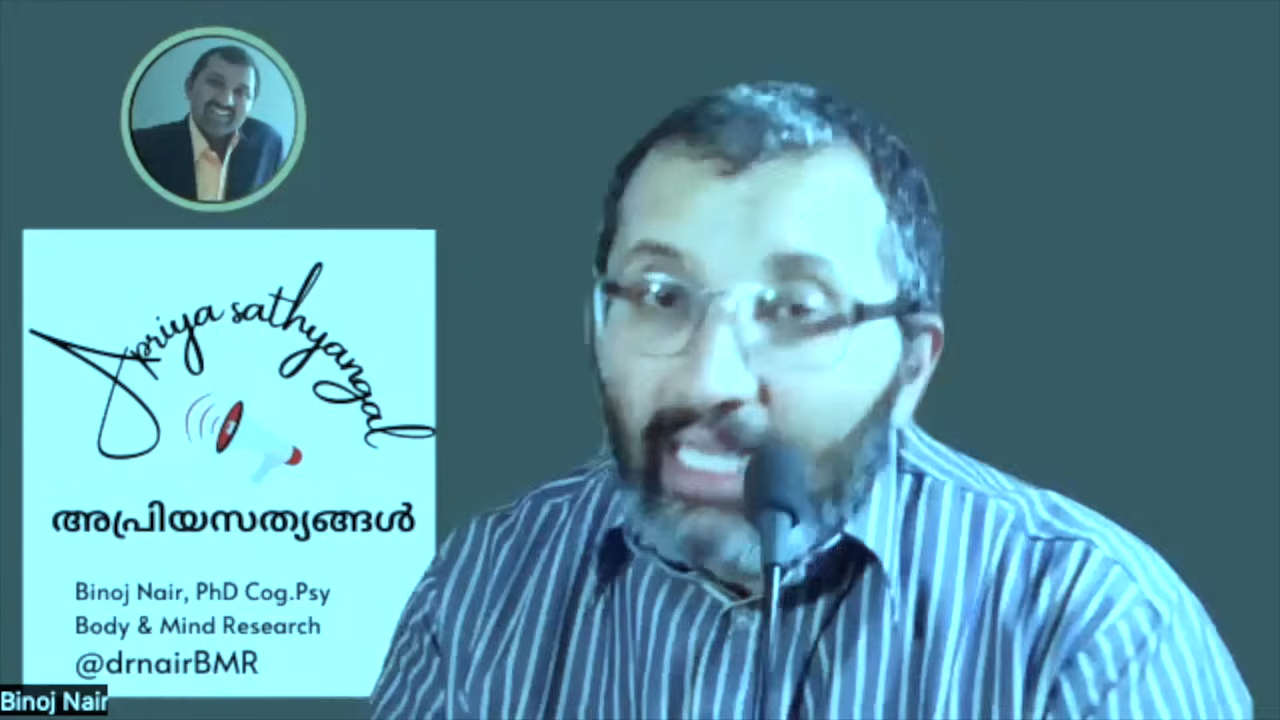 Apriya sathyangal
അപ്രിയസത്യങ്ങൾ
Binoj Nair, PhD Cog.Psy
Body & Mind Research
@drnairBMR
Binoj Nair